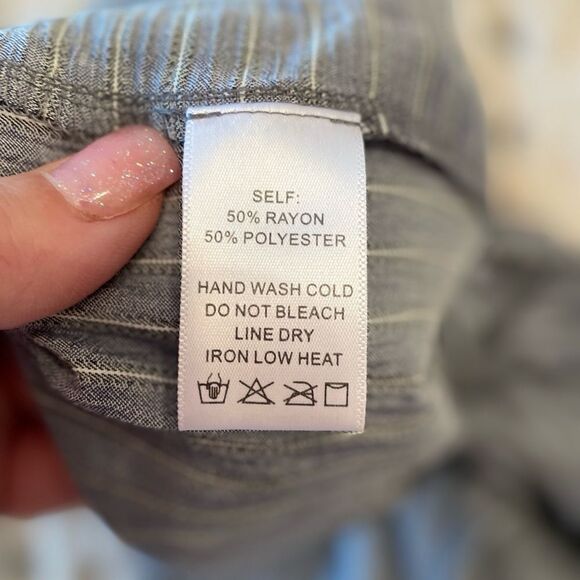 SELF:
50% RAYON
50% POLYESTER
HAND WASH COLD
DO NOT BLEACH
LINE DRY
IRON LOW HEAT